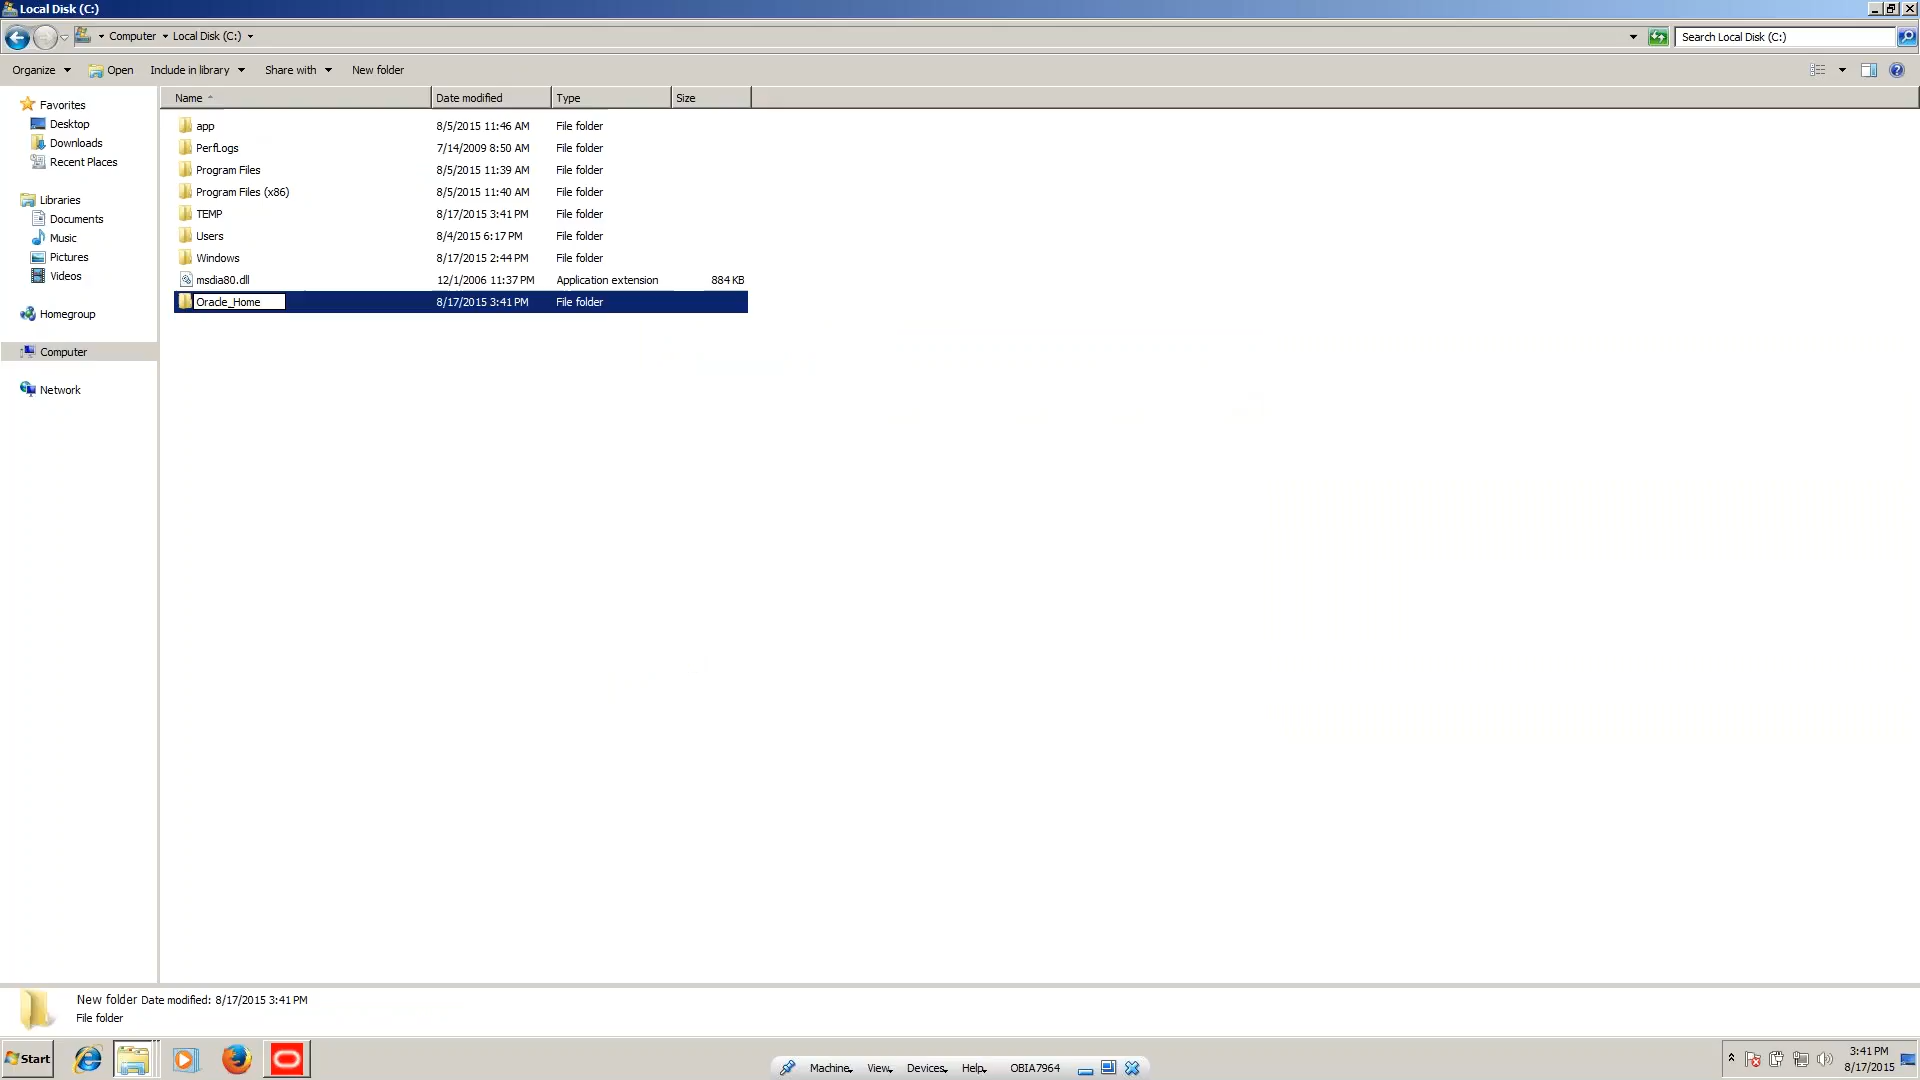 Local Disk (C:)
Computer Local Disk (C:) Search Local Disk (C:)
Organize Open Include in library Share with New folder
Name Date modified Type Size
Favorites
Desktop
Downloads
Recent Places
Libraries
Documents
Music
Pictures
Videos
Homegroup
Computer
Network
app 8/5/2015 11:46 AM File folder
PerfLogs 7/14/2009 8:50 AM File folder
Program Files 8/5/2015 11:39 AM File folder
Program Files (x86) 8/5/2015 11:40 AM File folder
TEMP 8/17/2015 3:41 PM File folder
Users 8/4/2015 6:17 PM File folder
Windows 8/17/2015 2:44 PM File folder
msdia80.dll 12/1/2006 11:37 PM Application extension 884 KB
Oracle_Home 8/17/2015 3:41 PM File folder
New folder Date modified: 8/17/2015 3:41 PM
File folder
Start
Machine View Devices Help OBIA7964
3:41 PM
8/17/2015